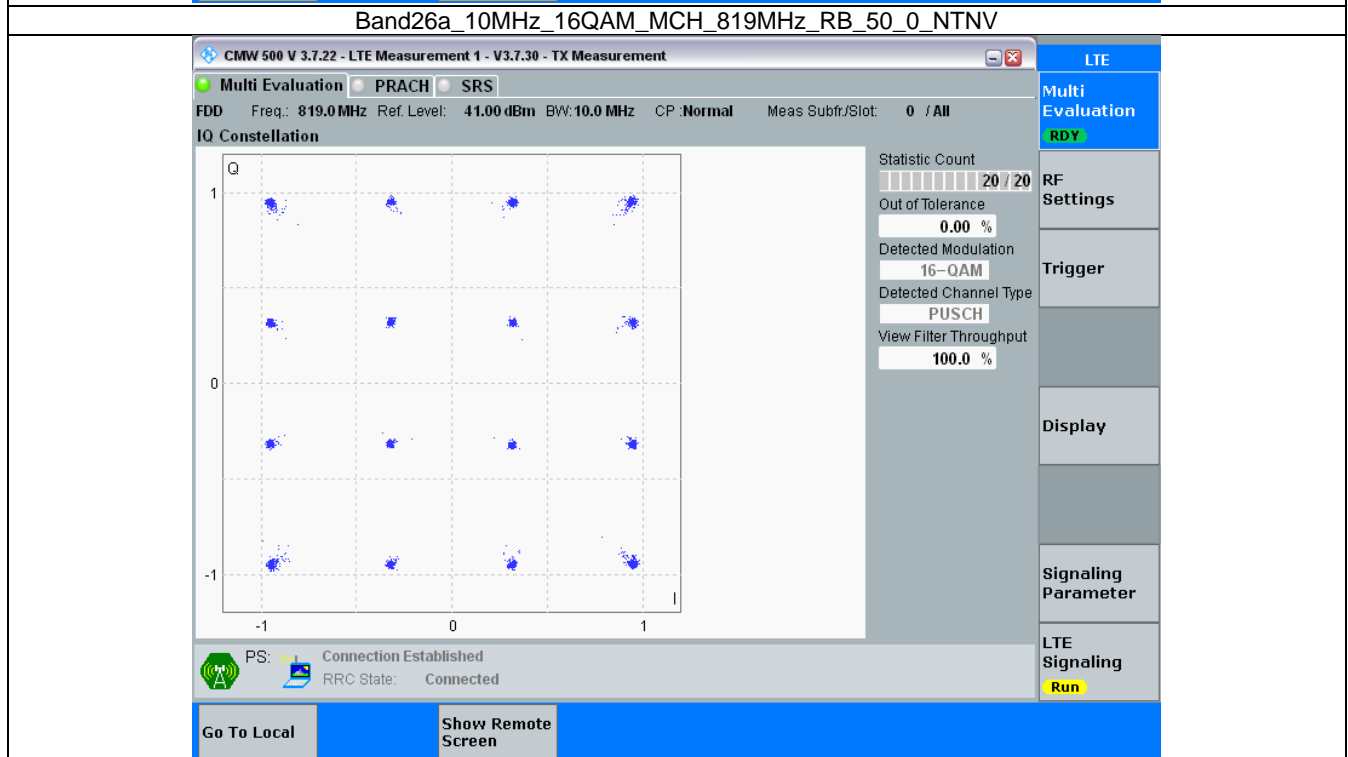 Band26a_10MHz_16QAM_MCH_819MHz_RB_50_0_NTNV
CMW 500 V 3.7.22 - LTE Measurement 1 - V3.7.30 - TX Measurement
LTE
Multi Evaluation PRACH SRS
FDD Freq.: 819.0 MHz Ref. Level: 41.00 dBm BW: 10.0 MHz CP :Normal Meas Subfr./Slot: 0 / All
IQ Constellation
Q
1
0
-1
I
-1 0 1
Statistic Count
20 / 20
Out of Tolerance
0.00 %
Detected Modulation
16-QAM
Detected Channel Type
PUSCH
View Filter Throughput
100.0 %
Multi
Evaluation
RDY
RF
Settings
Trigger
Display
Signaling
Parameter
LTE
Signaling
Run
PS: Connection Established
RRC State: Connected
Go To Local
Show Remote
Screen